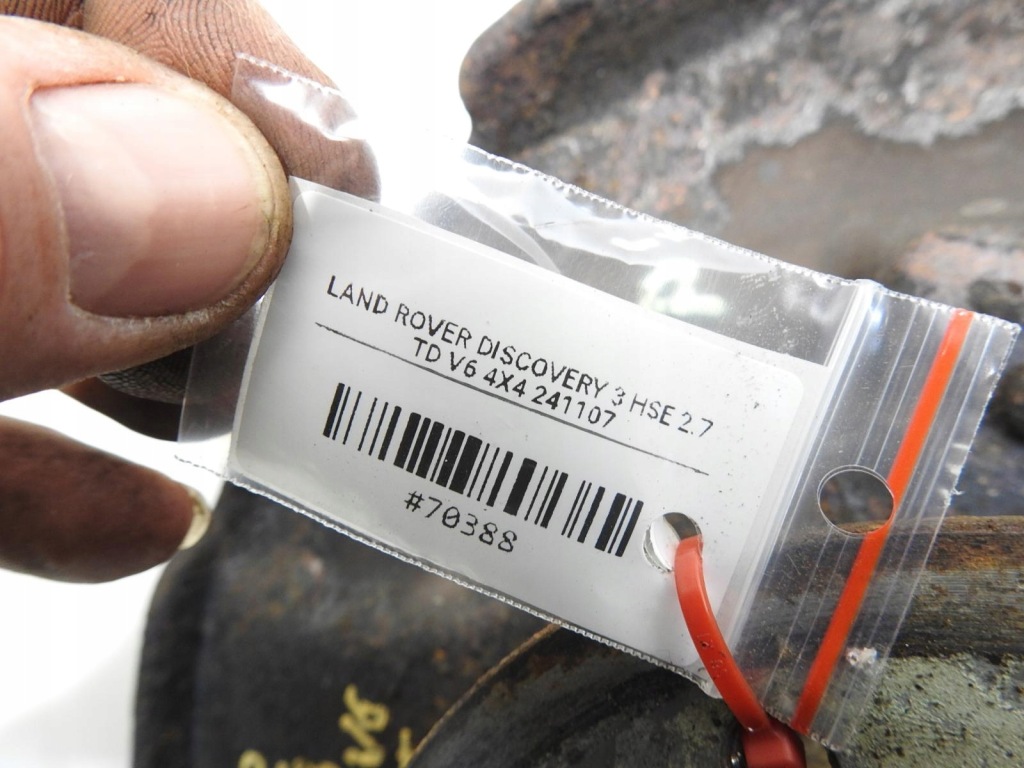 LAND ROVER DISCOVERY 3 HSE 2.7
TD V6 4X4 241107
#70388